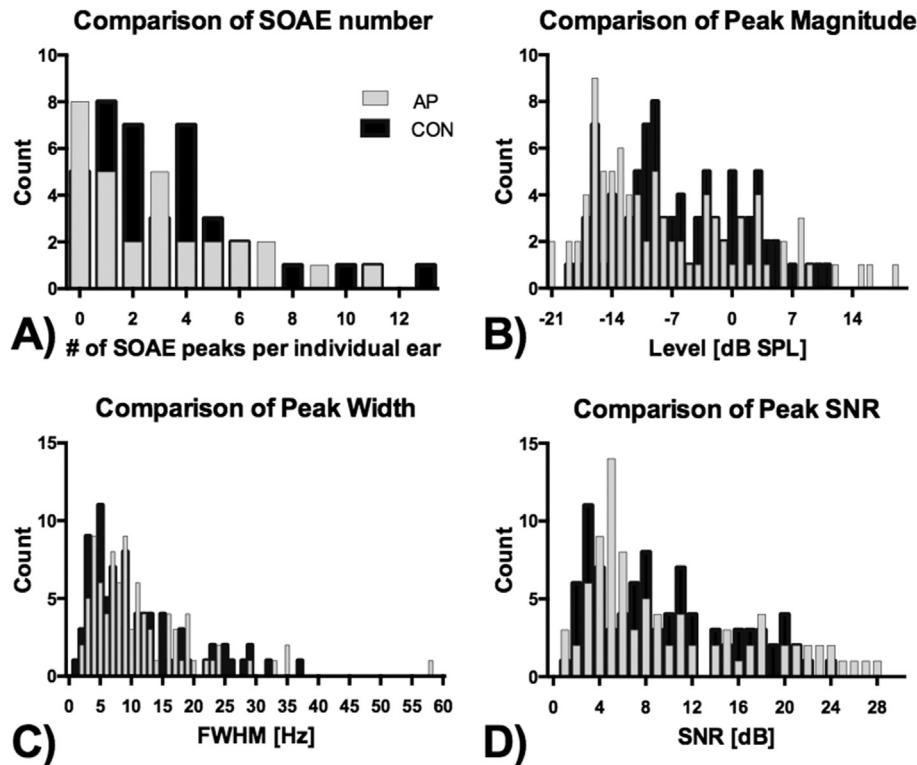 Comparison of SOAE number
10
8
6
4
2
0
Count
AP
CON
0 2 4 6 8 10 12
# of SOAE peaks per individual ear
A)
Comparison of Peak Magnitude
10
8
6
4
2
0
Count
-21 -14 -7 0 7 14
Level [dB SPL]
B)
Comparison of Peak Width
15
10
5
0
Count
0 5 10 15 20 25 30 35 40 45 50 55 60
FWHM [Hz]
C)
Comparison of Peak SNR
15
10
5
0
Count
0 4 8 12 16 20 24 28
SNR [dB]
D)